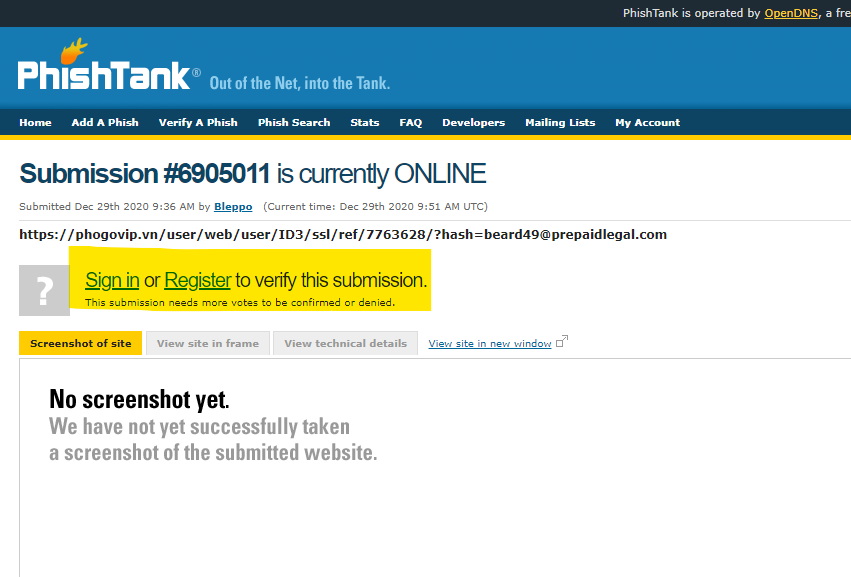 PhishTank is operated by OpenDNS, a fre
PhishTank® Out of the Net, into the Tank.
Home Add A Phish Verify A Phish Phish Search Stats FAQ Developers Mailing Lists My Account
Submission #6905011 is currently ONLINE
Submitted Dec 29th 2020 9:36 AM by Bleppo (Current time: Dec 29th 2020 9:51 AM UTC)
https://phogovip.vn/user/web/user/ID3/ssl/ref/7763628/?hash=beard49@prepaidlegal.com
?
Sign in or Register to verify this submission.
This submission needs more votes to be confirmed or denied.
Screenshot of site View site in frame View technical details View site in new window
No screenshot yet.
We have not yet successfully taken
a screenshot of the submitted website.